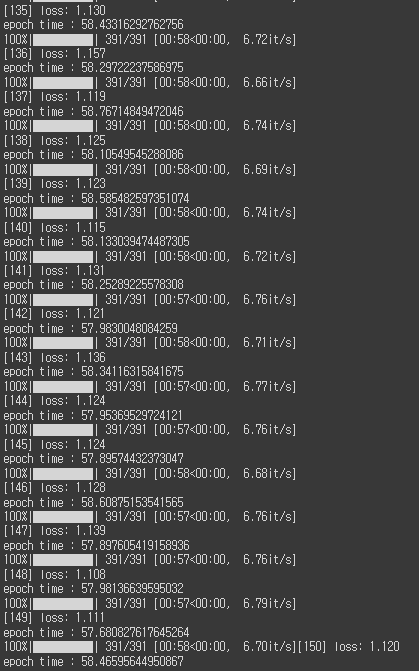 [135] loss: 1.130
epoch time : 58.43316292762756
100%|██████████| 391/391 [00:58<00:00,  6.72it/s]
[136] loss: 1.157
epoch time : 58.29722237586975
100%|██████████| 391/391 [00:58<00:00,  6.66it/s]
[137] loss: 1.119
epoch time : 58.76714849472046
100%|██████████| 391/391 [00:58<00:00,  6.74it/s]
[138] loss: 1.125
epoch time : 58.10549545288086
100%|██████████| 391/391 [00:58<00:00,  6.69it/s]
[139] loss: 1.123
epoch time : 58.585482597351074
100%|██████████| 391/391 [00:58<00:00,  6.74it/s]
[140] loss: 1.115
epoch time : 58.133039474487305
100%|██████████| 391/391 [00:58<00:00,  6.72it/s]
[141] loss: 1.131
epoch time : 58.25289225578308
100%|██████████| 391/391 [00:57<00:00,  6.76it/s]
[142] loss: 1.121
epoch time : 57.9830048084259
100%|██████████| 391/391 [00:58<00:00,  6.71it/s]
[143] loss: 1.136
epoch time : 58.34116315841675
100%|██████████| 391/391 [00:57<00:00,  6.77it/s]
[144] loss: 1.124
epoch time : 57.95369529724121
100%|██████████| 391/391 [00:57<00:00,  6.76it/s]
[145] loss: 1.124
epoch time : 57.89574432373047
100%|██████████| 391/391 [00:58<00:00,  6.68it/s]
[146] loss: 1.128
epoch time : 58.60875153541565
100%|██████████| 391/391 [00:57<00:00,  6.76it/s]
[147] loss: 1.139
epoch time : 57.897605419158936
100%|██████████| 391/391 [00:57<00:00,  6.76it/s]
[148] loss: 1.108
epoch time : 57.98136639595032
100%|██████████| 391/391 [00:57<00:00,  6.79it/s]
[149] loss: 1.111
epoch time : 57.680827617645264
100%|██████████| 391/391 [00:58<00:00,  6.70it/s][150] loss: 1.120
epoch time : 58.46595644950867